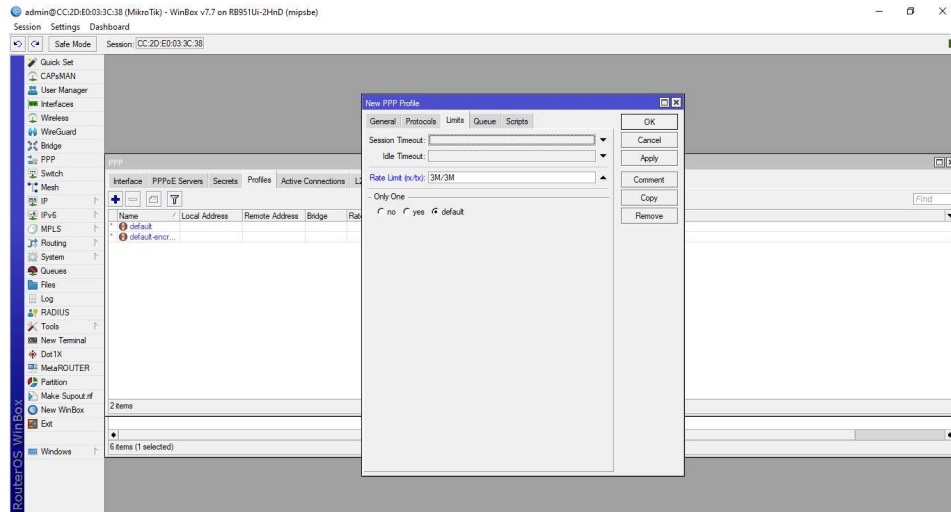 admin@CC:2D:E0:03:3C:38 (MikroTik) - WinBox v7.7 on RB951Ui-2HnD (mipsbe)
Session Settings Dashboard
Safe Mode Session: CC:2D:E0:03:3C:38
Quick Set
CAPsMAN
User Manager
Interfaces
Wireless
WireGuard
Bridge
PPP
Switch
Mesh
IP
IPv6
MPLS
Routing
System
Queues
Files
Log
RADIUS
Tools
New Terminal
Dot1X
MetaROUTER
Partition
Make Supout.rif
New WinBox
Exit
Windows
RouterOS WinBox
PPP
Interface PPPoE Servers Secrets Profiles Active Connections L2
Find
Name Local Address Remote Address Bridge Rat
* default
* default-encr...
2 items
6 items (1 selected)
New PPP Profile
General Protocols Limits Queue Scripts
Session Timeout:
Idle Timeout:
Rate Limit (rx/tx): 3M/3M
Only One
no yes default
OK
Cancel
Apply
Comment
Copy
Remove